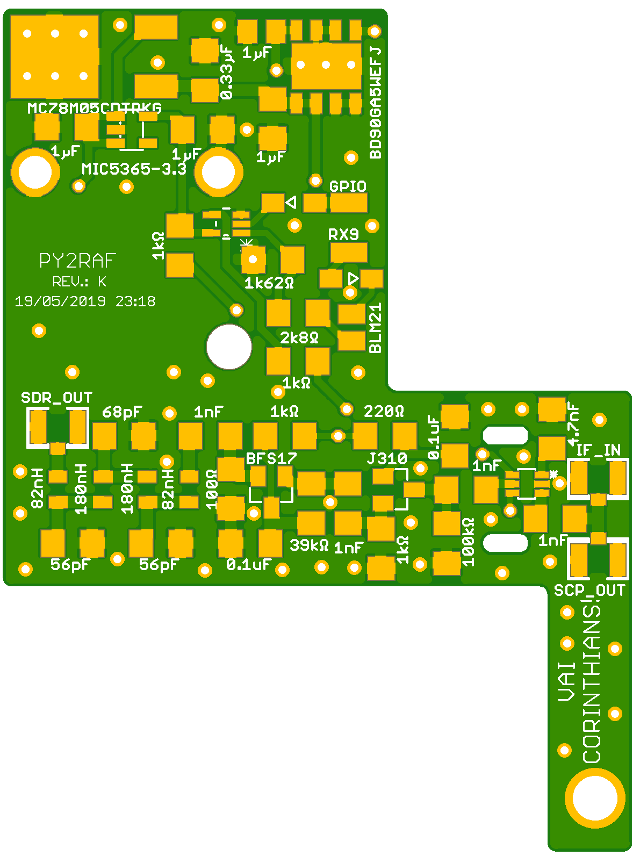 1µF
0.33µF
BD90GA5WEFJ
MC78M05CDTRKG
1µF
1µF
1µF
MIC5365-3.3
GPIO
1kΩ
RX9
PY2RAF
REV.: K
1k62Ω
19/05/2019 23:18
BLM21
2k8Ω
1kΩ
SDR_OUT
68pF
1nF
1kΩ
220Ω
0.1uF
4.7nF
IF_IN
BFS17
J310
1nF
82nH
180nH
180nH
82nH
100Ω
39kΩ
1nF
1kΩ
100kΩ
1nF
56pF
56pF
0.1uF
SCP_OUT
VAI
CORINTHIANS!